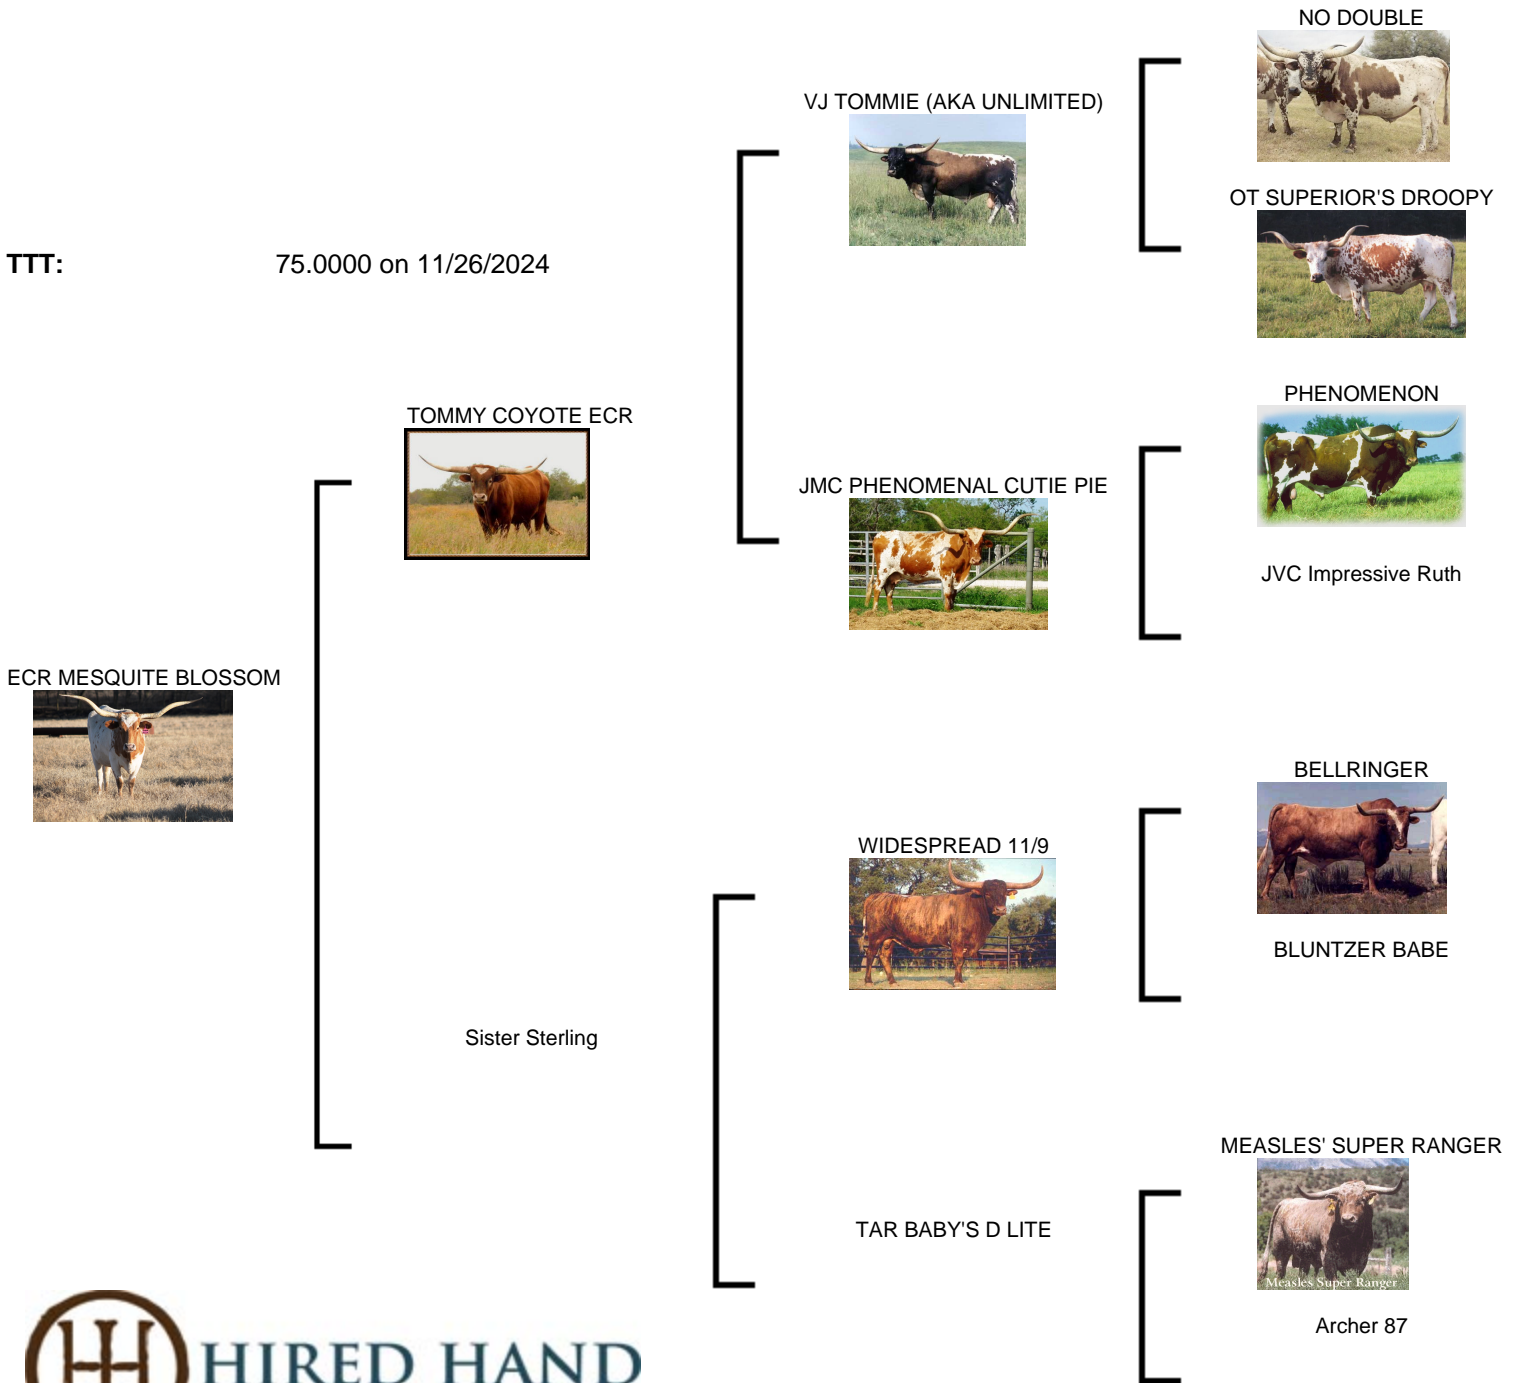 NO DOUBLE
VJ TOMMIE (AKA UNLIMITED)
OT SUPERIOR'S DROOPY
TTT: 75.0000 on 11/26/2024
PHENOMENON
TOMMY COYOTE ECR
JMC PHENOMENAL CUTIE PIE
JVC Impressive Ruth
ECR MESQUITE BLOSSOM
BELLRINGER
WIDESPREAD 11/9
BLUNTZER BABE
Sister Sterling
MEASLES' SUPER RANGER
TAR BABY'S D LITE
Measles Super Ranger
Archer 87
HIRED HAND